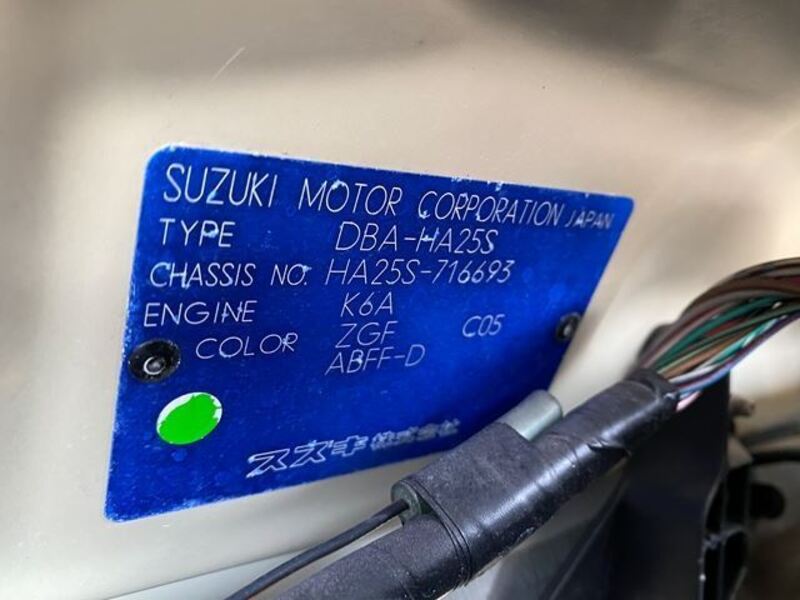 SUZUKI MOTOR CORPORATION JAPAN
TYPE DBA-HA25S
CHASSIS NO. HA25S-716693
ENGINE K6A
COLOR ZGF C05
ABFF-D
スズキ株式会社